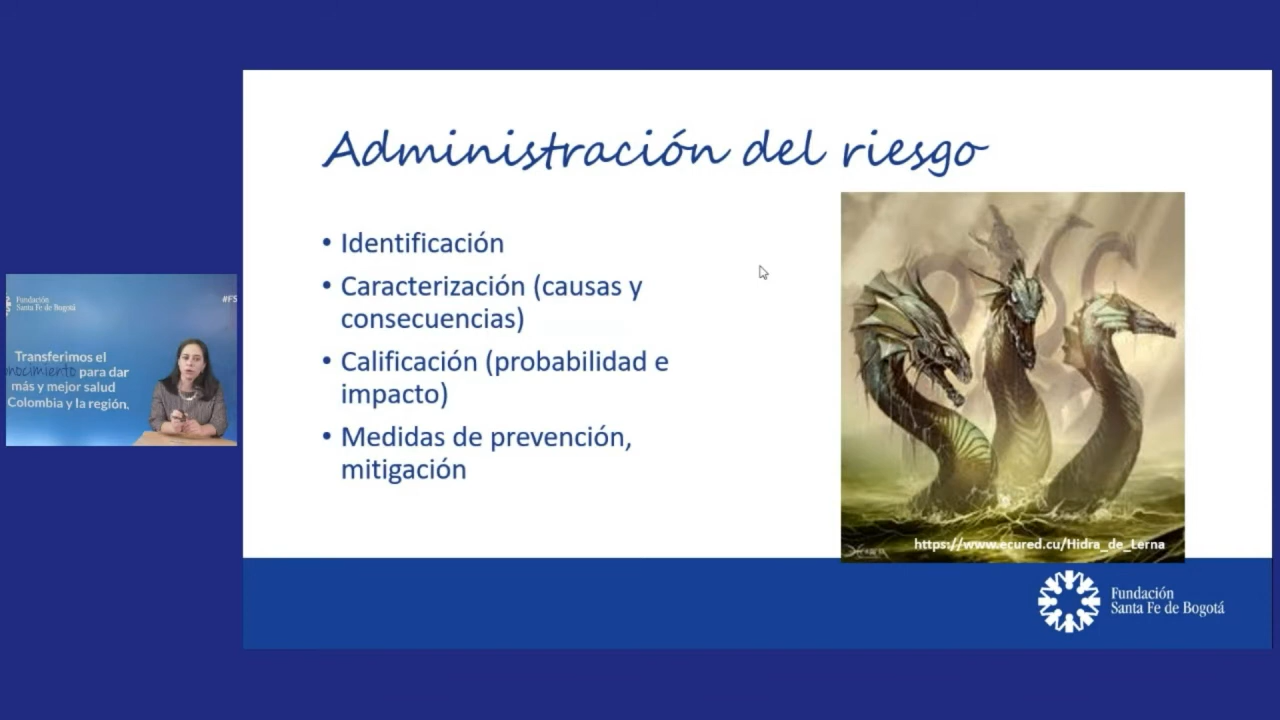 Administración del riesgo
• Identificación
• Caracterización (causas y
consecuencias)
• Calificación (probabilidad e
impacto)
• Medidas de prevención,
mitigación
https://www.ecured.cu/Hidra_de_Lerna
Fundación
Santa Fe de Bogotá
Fundación
Santa Fe de Bogotá
#FS
Transferimos el
onocimiento para dar
más y mejor salud
Colombia y la región.